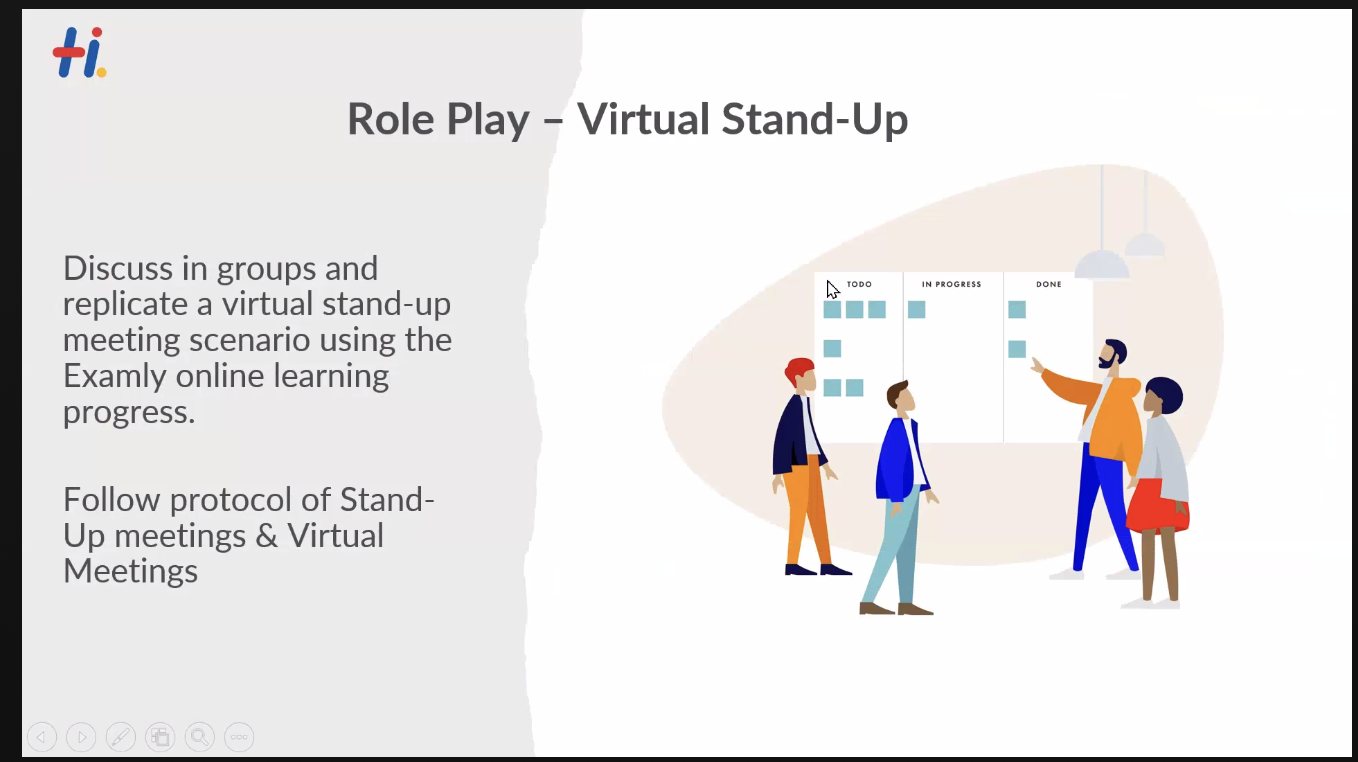 Hi.
Role Play – Virtual Stand-Up
Discuss in groups and
replicate a virtual stand-up
meeting scenario using the
Examly online learning
progress.
Follow protocol of Stand-
Up meetings & Virtual
Meetings
TODO
IN PROGRESS
DONE